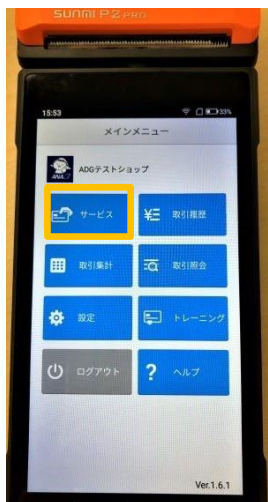 SUNMI P2 PRO
15:53
33%
メインメニュー
ANA
ADGテストショップ
サービス
取引履歴
取引集計
取引照会
設定
トレーニング
ログアウト
ヘルプ
Ver.1.6.1